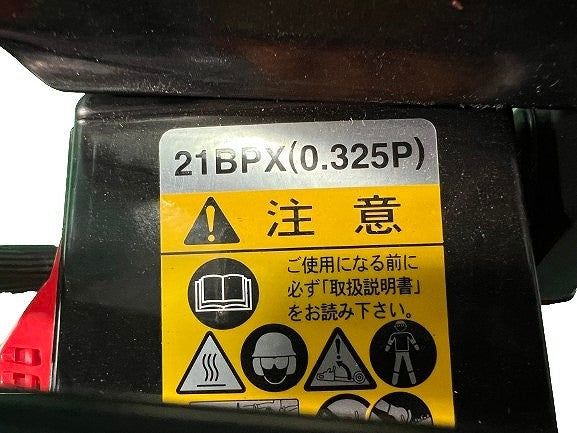 21BPX(0.325P)
注意
ご使用になる前に
必ず「取扱説明書」
をお読み下さい。